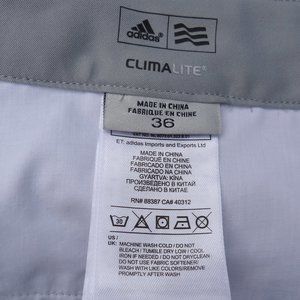 adidas
CLIMALITE®
MADE IN CHINA
FABRIQUE EN CHINE
36
ET: adidas Imports and Exports Ltd
MADE IN CHINA
FABRIQUÉ EN CHINE
FABRICADO EN CHINA
FABRICADO NA CHINA
GYÁRTVA: KÍNA
ПРОИЗВЕДЕНО В КИТАЕ
СДЕЛАНО В КИТАЕ
RN# 88387 CA# 40312
30
US /
UK: MACHINE WASH COLD / DO NOT
BLEACH / TUMBLE DRY LOW / COOL
IRON IF NEEDED / DO NOT DRYCLEAN
DO NOT USE FABRIC SOFTENER/
WASH WITH LIKE COLORS/REMOVE
PROMPTLY